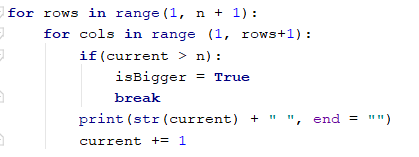 for rows in range(1, n + 1):
    for cols in range (1, rows+1):
        if(current > n):
            isBigger = True
            break
        print(str(current) + " ", end = "")
        current += 1